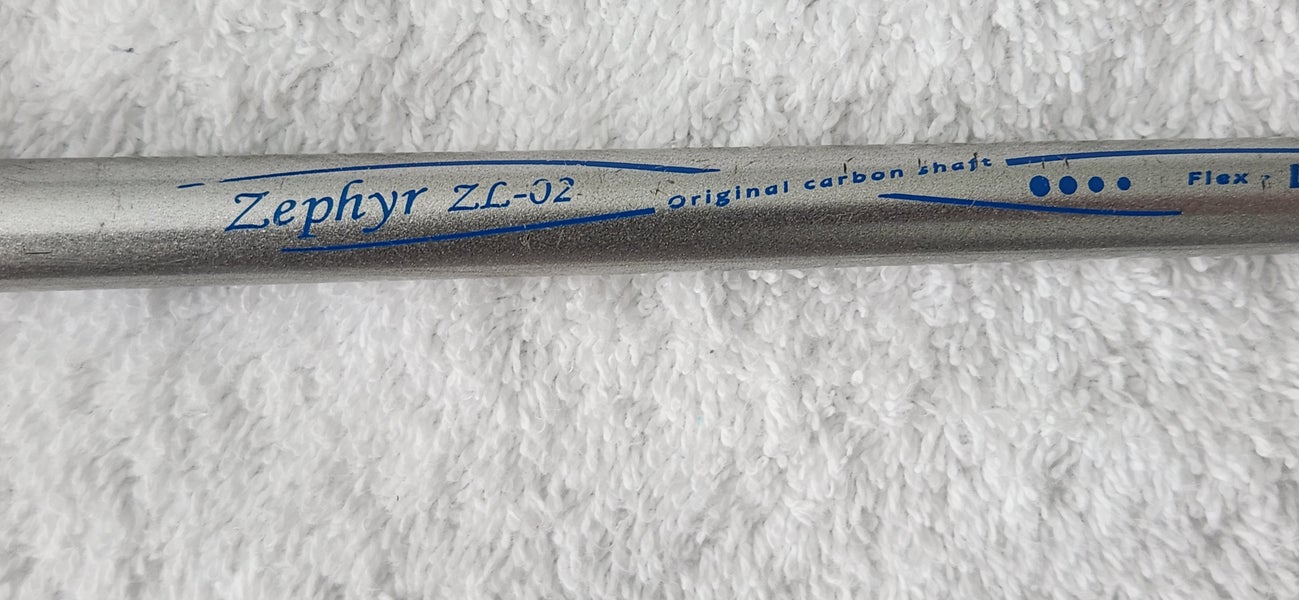 Zephyr ZL-02 original carbon shaft Flex